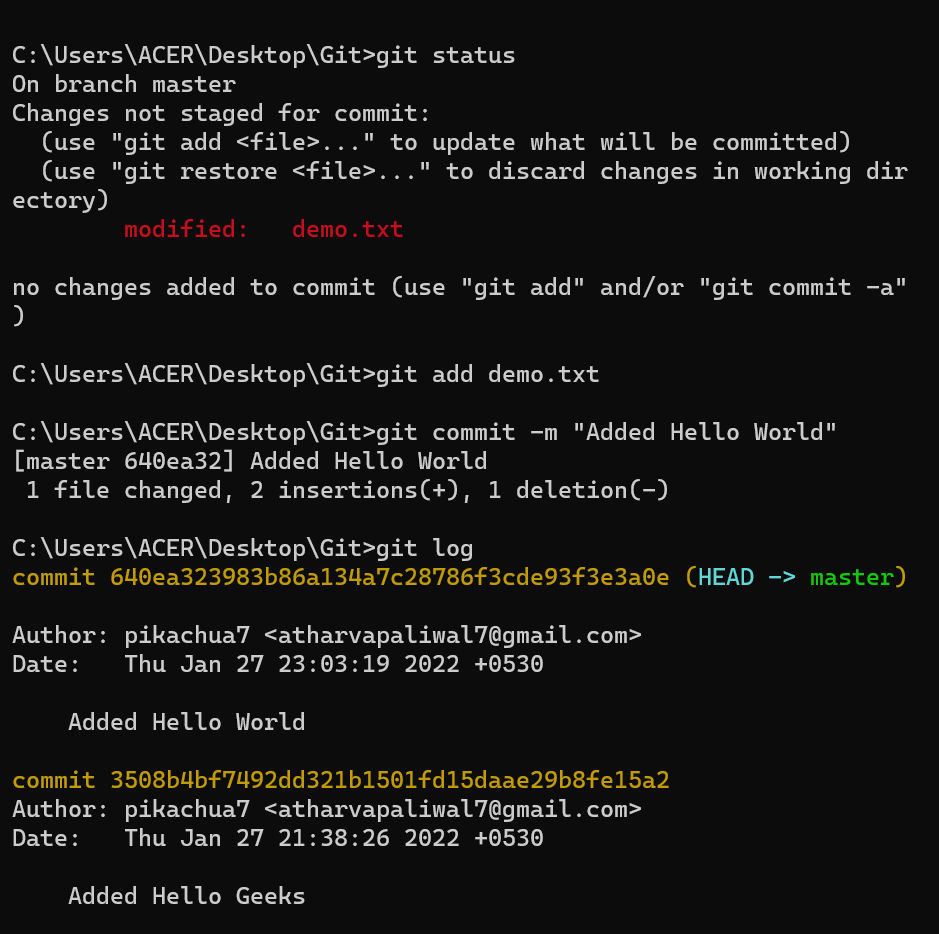 C:\Users\ACER\Desktop\Git>git status
On branch master
Changes not staged for commit:
  (use "git add <file>..." to update what will be committed)
  (use "git restore <file>..." to discard changes in working dir
ectory)
        modified:   demo.txt

no changes added to commit (use "git add" and/or "git commit -a"
)

C:\Users\ACER\Desktop\Git>git add demo.txt

C:\Users\ACER\Desktop\Git>git commit -m "Added Hello World"
[master 640ea32] Added Hello World
 1 file changed, 2 insertions(+), 1 deletion(-)

C:\Users\ACER\Desktop\Git>git log
commit 640ea323983b86a134a7c28786f3cde93f3e3a0e (HEAD -> master)

Author: pikachua7 <atharvapaliwal7@gmail.com>
Date:   Thu Jan 27 23:03:19 2022 +0530

    Added Hello World

commit 3508b4bf7492dd321b1501fd15daae29b8fe15a2
Author: pikachua7 <atharvapaliwal7@gmail.com>
Date:   Thu Jan 27 21:38:26 2022 +0530

    Added Hello Geeks